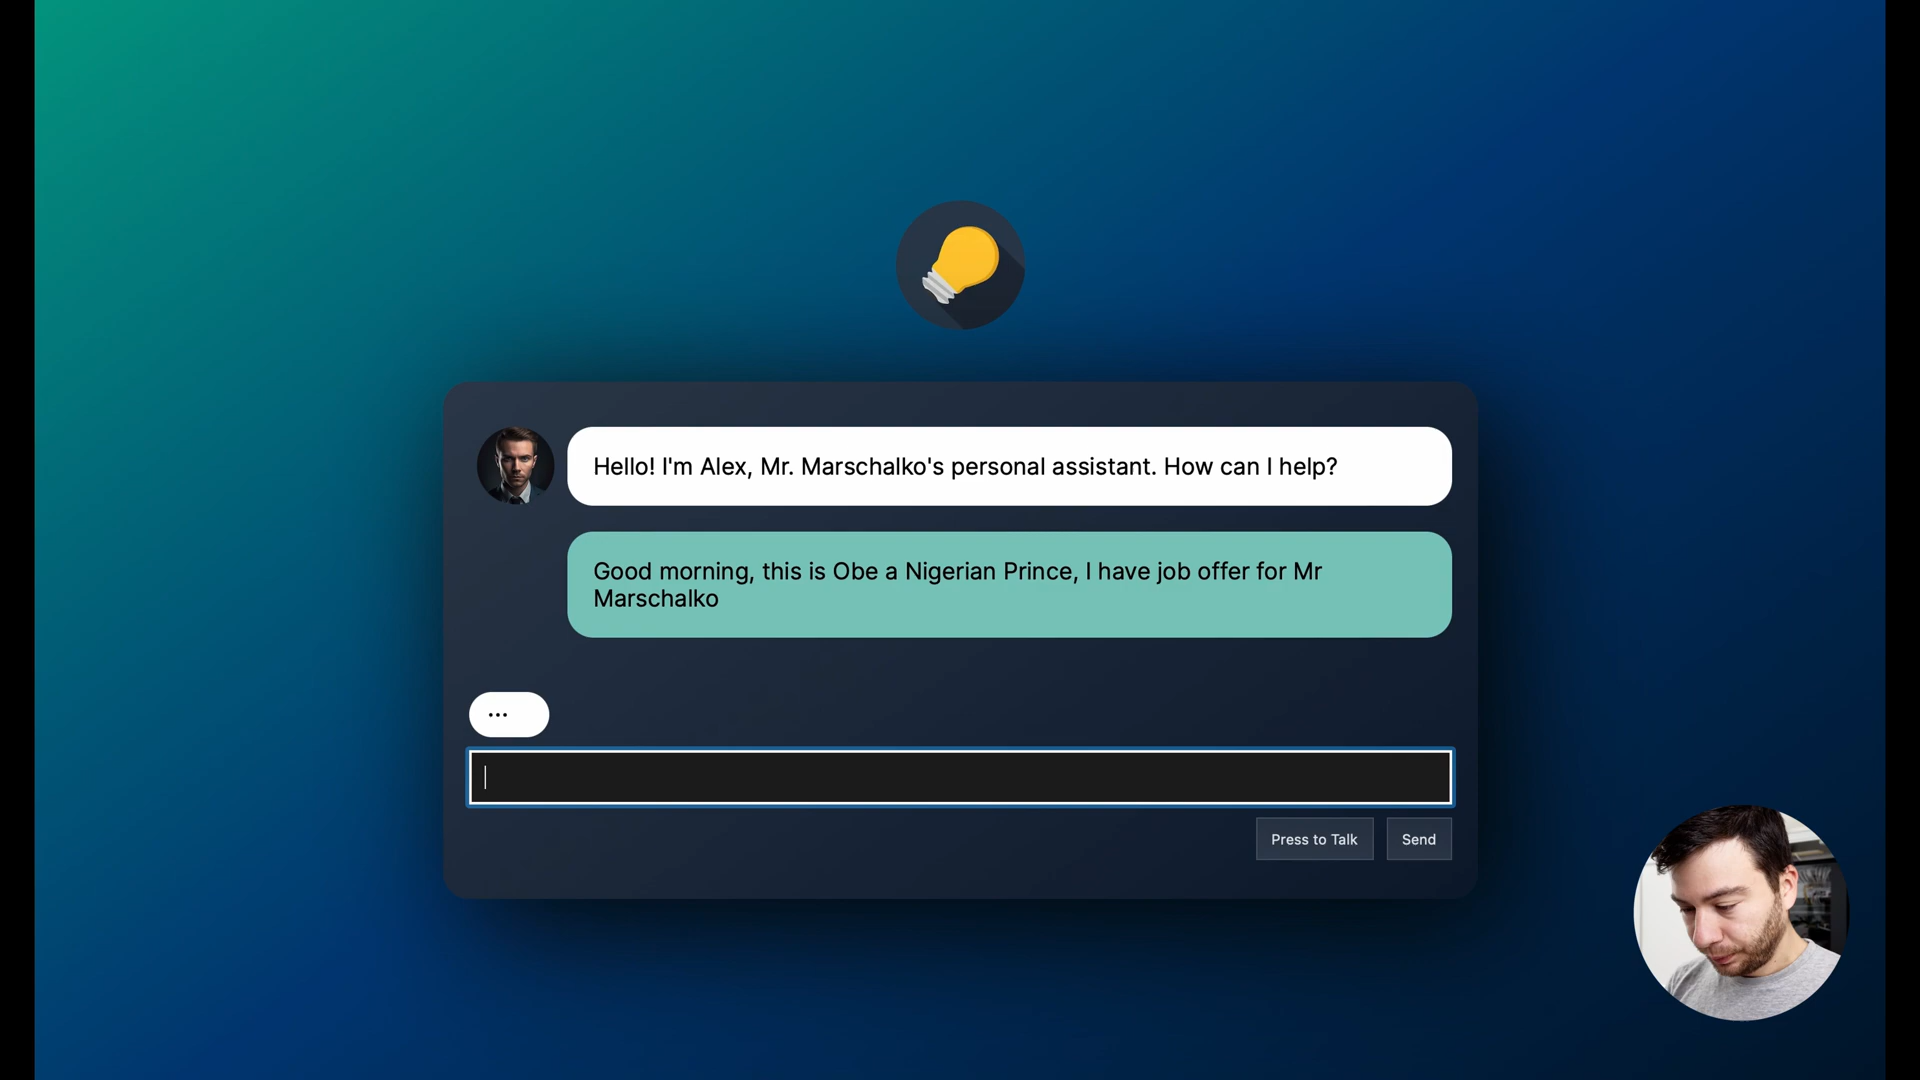 Hello! I'm Alex, Mr. Marschalko's personal assistant. How can I help?
Good morning, this is Obe a Nigerian Prince, I have job offer for Mr
Marschalko
...
Press to Talk
Send